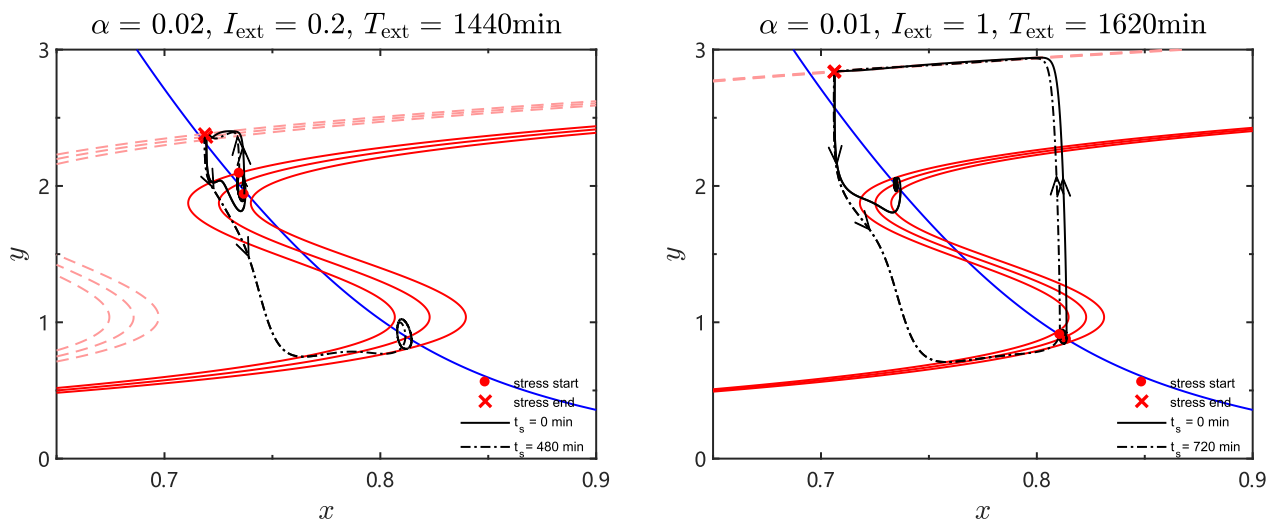 α = 0.02, I_ext = 0.2, T_ext = 1440min
3
2
1
0
y
0.7 0.8 0.9
x
stress start
stress end
t_s = 0 min
t_s = 480 min
α = 0.01, I_ext = 1, T_ext = 1620min
3
2
1
0
y
0.7 0.8 0.9
x
stress start
stress end
t_s = 0 min
t_s = 720 min